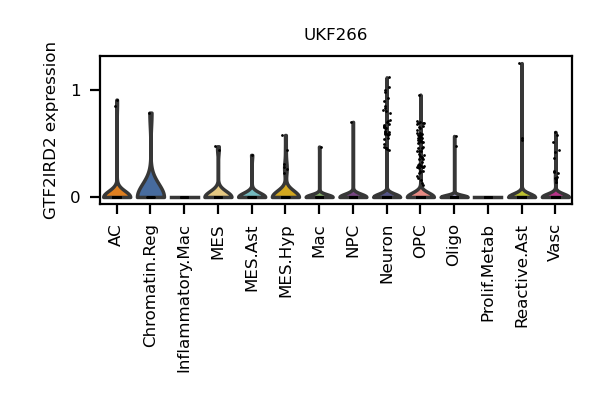 UKF266
GTF2IRD2 expression
1
0
AC
Chromatin.Reg
Inflammatory.Mac
MES
MES.Ast
MES.Hyp
Mac
NPC
Neuron
OPC
Oligo
Prolif.Metab
Reactive.Ast
Vasc